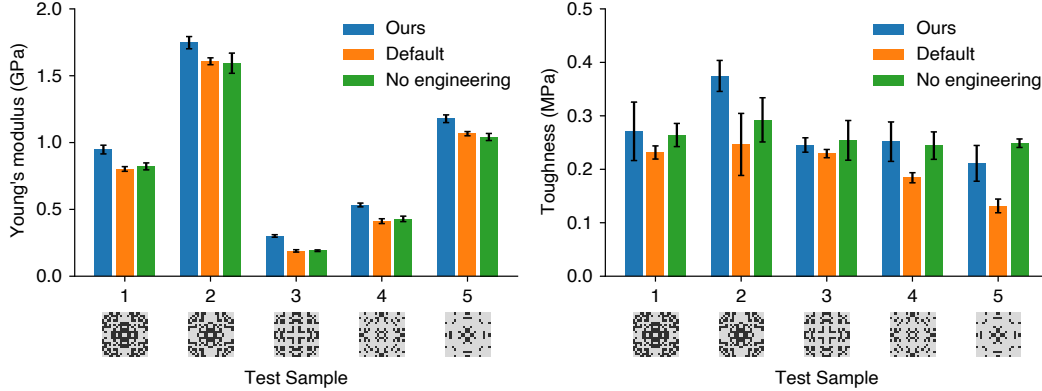 Young's modulus (GPa)
2.0
1.5
1.0
0.5
0.0
Ours
Default
No engineering
1 2 3 4 5
Test Sample
Toughness (MPa)
0.5
0.4
0.3
0.2
0.1
0.0
Ours
Default
No engineering
1 2 3 4 5
Test Sample